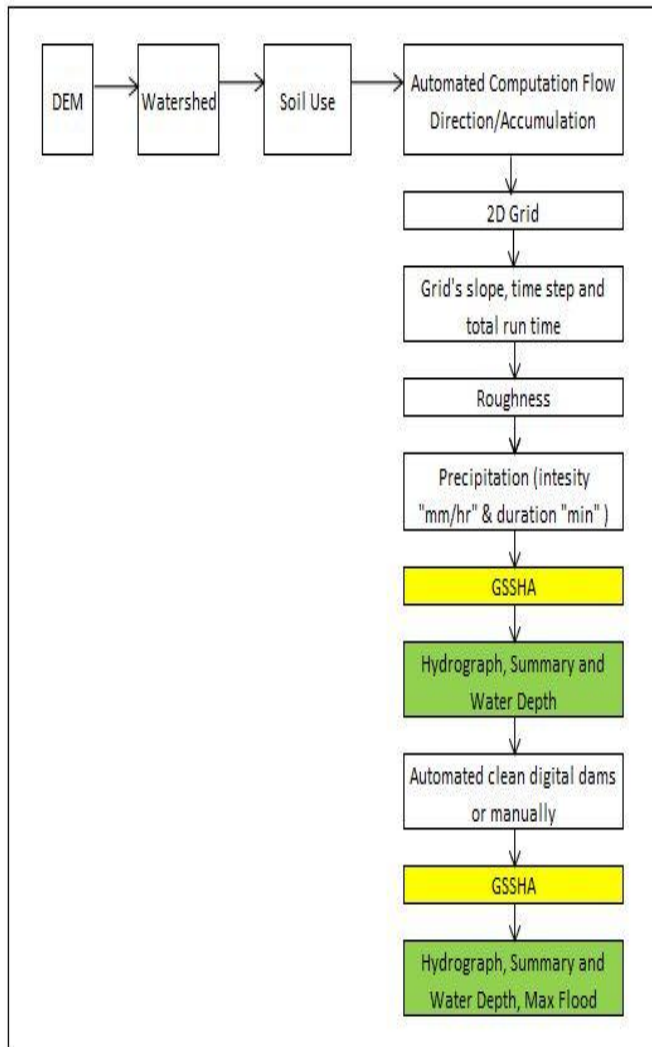 DEM
Watershed
Soil Use
Automated Computation Flow
Direction/Accumulation
2D Grid
Grid's slope, time step and
total run time
Roughness
Precipitation (intesity
"mm/hr" & duration "min" )
GSSHA
Hydrograph, Summary and
Water Depth
Automated clean digital dams
or manually
GSSHA
Hydrograph, Summary and
Water Depth, Max Flood